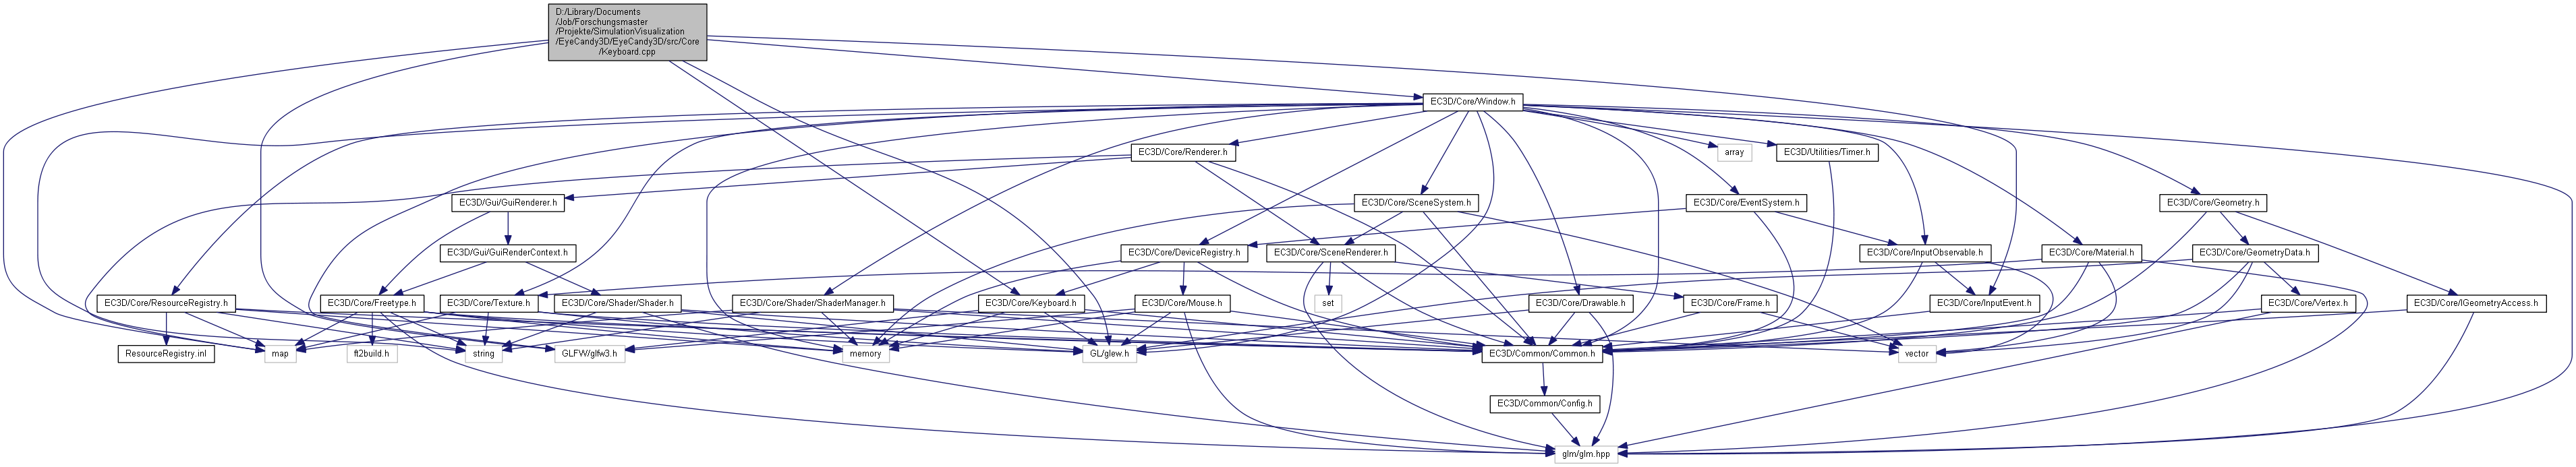 D:/Library/Documents
/Job/Forschungsmaster
/Projekte/SimulationVisualization
/EyeCandy3D/EyeCandy3D/src/Core
/Keyboard.cpp
EC3D/Core/Window.h
EC3D/Core/Renderer.h
array
EC3D/Utilities/Timer.h
EC3D/Gui/GuiRenderer.h
EC3D/Core/SceneSystem.h
EC3D/Core/EventSystem.h
EC3D/Core/Geometry.h
EC3D/Gui/GuiRenderContext.h
EC3D/Core/DeviceRegistry.h
EC3D/Core/SceneRenderer.h
EC3D/Core/InputObservable.h
EC3D/Core/Material.h
EC3D/Core/GeometryData.h
EC3D/Core/ResourceRegistry.h
EC3D/Core/Freetype.h
EC3D/Core/Texture.h
EC3D/Core/Shader/Shader.h
EC3D/Core/Shader/ShaderManager.h
EC3D/Core/Keyboard.h
EC3D/Core/Mouse.h
set
EC3D/Core/Drawable.h
EC3D/Core/Frame.h
EC3D/Core/InputEvent.h
EC3D/Core/Vertex.h
EC3D/Core/IGeometryAccess.h
ResourceRegistry.inl
map
ft2build.h
string
GLFW/glfw3.h
memory
GL/glew.h
EC3D/Common/Common.h
vector
EC3D/Common/Config.h
glm/glm.hpp